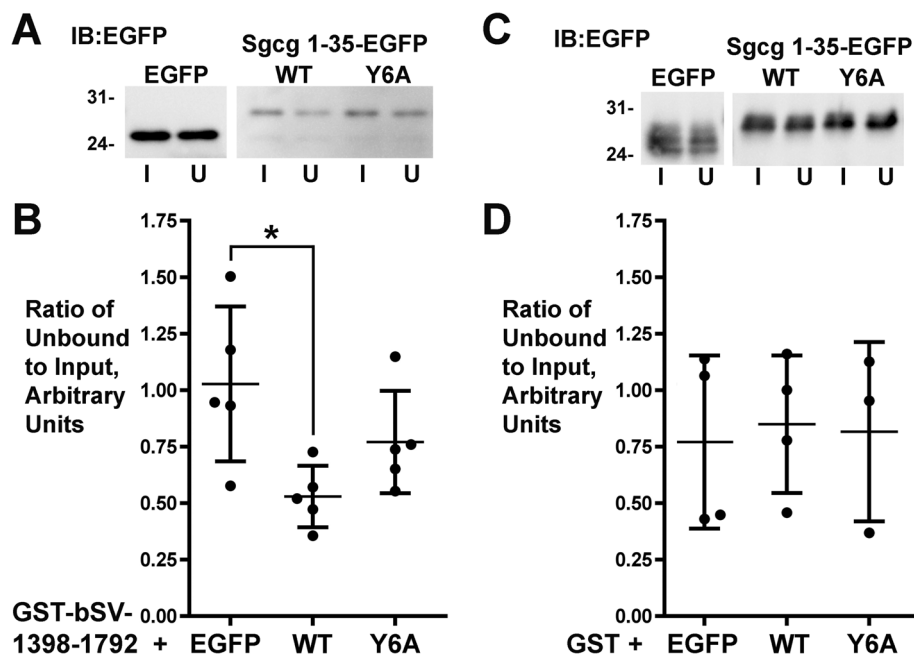 A
IB:EGFP
Sgcg 1-35-EGFP
EGFP
WT
Y6A
31-
24-
I
U
I
U
I
U
B
*
Ratio of
Unbound
to Input,
Arbitrary
Units
1.75
1.50
1.25
1.00
0.75
0.50
0.25
0.00
GST-bSV-
1398-1792 +
EGFP
WT
Y6A
C
IB:EGFP
Sgcg 1-35-EGFP
EGFP
WT
Y6A
31-
24-
I
U
I
U
I
U
D
Ratio of
Unbound
to Input,
Arbitrary
Units
1.75
1.50
1.25
1.00
0.75
0.50
0.25
0.00
GST +
EGFP
WT
Y6A